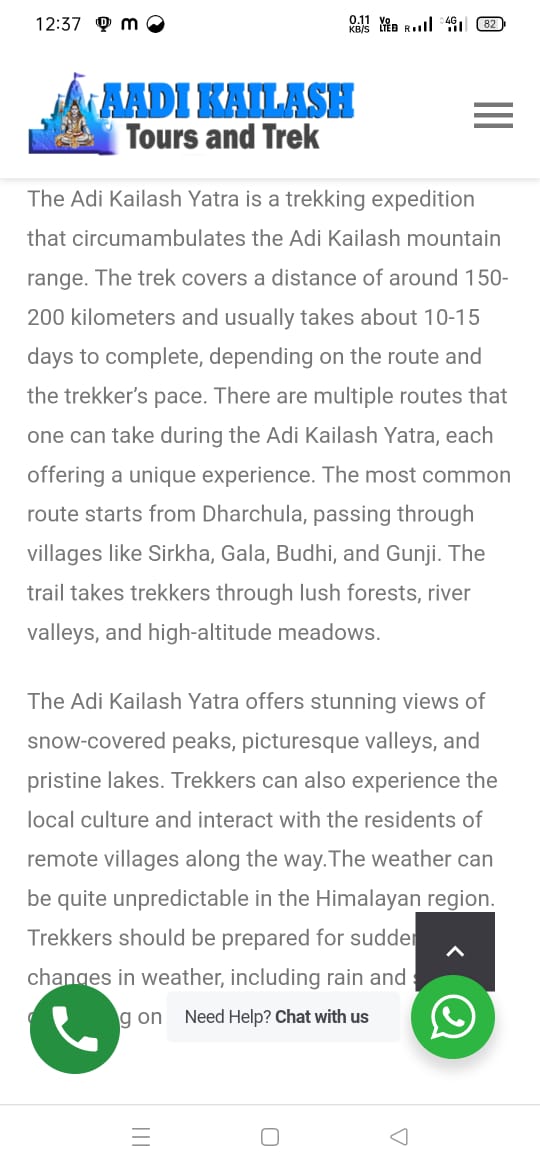 12:37
0.11 KB/S
Vo LTE
R
4G
82
AADI KAILASH
Tours and Trek
The Adi Kailash Yatra is a trekking expedition
that circumambulates the Adi Kailash mountain
range. The trek covers a distance of around 150-
200 kilometers and usually takes about 10-15
days to complete, depending on the route and
the trekker’s pace. There are multiple routes that
one can take during the Adi Kailash Yatra, each
offering a unique experience. The most common
route starts from Dharchula, passing through
villages like Sirkha, Gala, Budhi, and Gunji. The
trail takes trekkers through lush forests, river
valleys, and high-altitude meadows.
The Adi Kailash Yatra offers stunning views of
snow-covered peaks, picturesque valleys, and
pristine lakes. Trekkers can also experience the
local culture and interact with the residents of
remote villages along the way.The weather can
be quite unpredictable in the Himalayan region.
Trekkers should be prepared for
changes in weather, including rain and
g on
Need Help? Chat with us